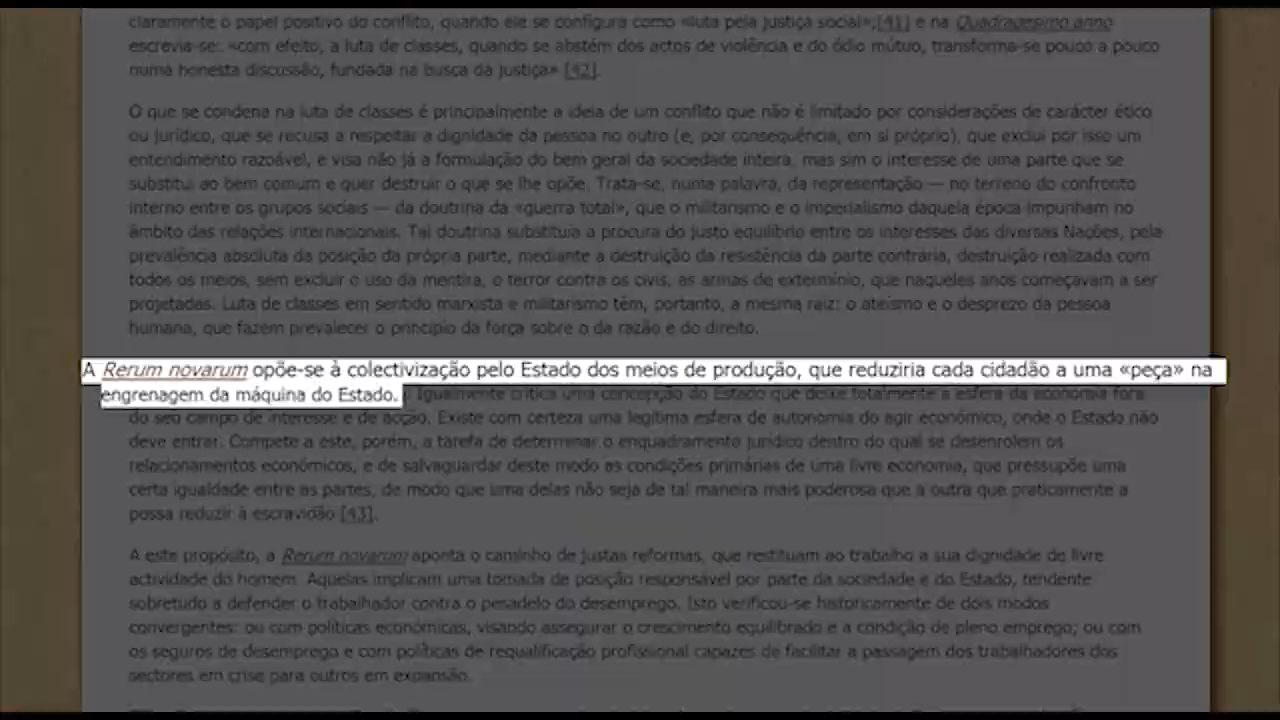 claramente o papel positivo do conflito, quando ele se configura como «luta pela justiça social»;[41] e na Quadragesimo anno
escrevia-se: «com efeito, a luta de classes, quando se abstém dos actos de violência e do ódio mútuo, transforma-se pouco a pouco
numa honesta discussão, fundada na busca da justiça» [42].
O que se condena na luta de classes é principalmente a ideia de um conflito que não é limitado por considerações de carácter ético
ou jurídico, que se recusa a respeitar a dignidade da pessoa no outro (e, por consequência, em si próprio), que exclui por isso um
entendimento razoável, e visa não já a formulação do bem geral da sociedade inteira, mas sim o interesse de uma parte que se
substitui ao bem comum e quer destruir o que se lhe opõe. Trata-se, numa palavra, da representação — no terreno do confronto
interno entre os grupos sociais — da doutrina da «guerra total», que o militarismo e o imperialismo daquela época impunham no
âmbito das relações internacionais. Tal doutrina substituia a procura do justo equilíbrio entre os interesses das diversas Nações, pela
prevalência absoluta da posição da própria parte, mediante a destruição da resistência da parte contrária, destruição realizada com
todos os meios, sem excluir o uso da mentira, o terror contra os civis, as armas de extermínio, que naqueles anos começavam a ser
projetadas. Luta de classes em sentido marxista e militarismo têm, portanto, a mesma raiz: o ateísmo e o desprezo da pessoa
humana, que fazem prevalecer o princípio da força sobre o da razão e do direito.
A Rerum novarum opõe-se à colectivização pelo Estado dos meios de produção, que reduziria cada cidadão a uma «peça» na
engrenagem da máquina do Estado. Igualmente critica uma concepção do Estado que deixe totalmente a esfera da economia fora
do seu campo de interesse e de acção. Existe com certeza uma legítima esfera de autonomia do agir económico, onde o Estado não
deve entrar. Compete a este, porém, a tarefa de determinar o enquadramento jurídico dentro do qual se desenrolem os
relacionamentos económicos, e de salvaguardar deste modo as condições primárias de uma livre economia, que pressupõe uma
certa igualdade entre as partes, de modo que uma delas não seja de tal maneira mais poderosa que a outra que praticamente a
possa reduzir à escravidão [43].
A este propósito, a Rerum novarum aponta o caminho de justas reformas, que restituam ao trabalho a sua dignidade de livre
actividade do homem. Aquelas implicam uma tomada de posição responsável por parte da sociedade e do Estado, tendente
sobretudo a defender o trabalhador contra o pesadelo do desemprego. Isto verificou-se historicamente de dois modos
convergentes: ou com políticas económicas, visando assegurar o crescimento equilibrado e a condição de pleno emprego; ou com
os seguros de desemprego e com políticas de requalificação profissional capazes de facilitar a passagem dos trabalhadores dos
sectores em crise para outros em expansão.